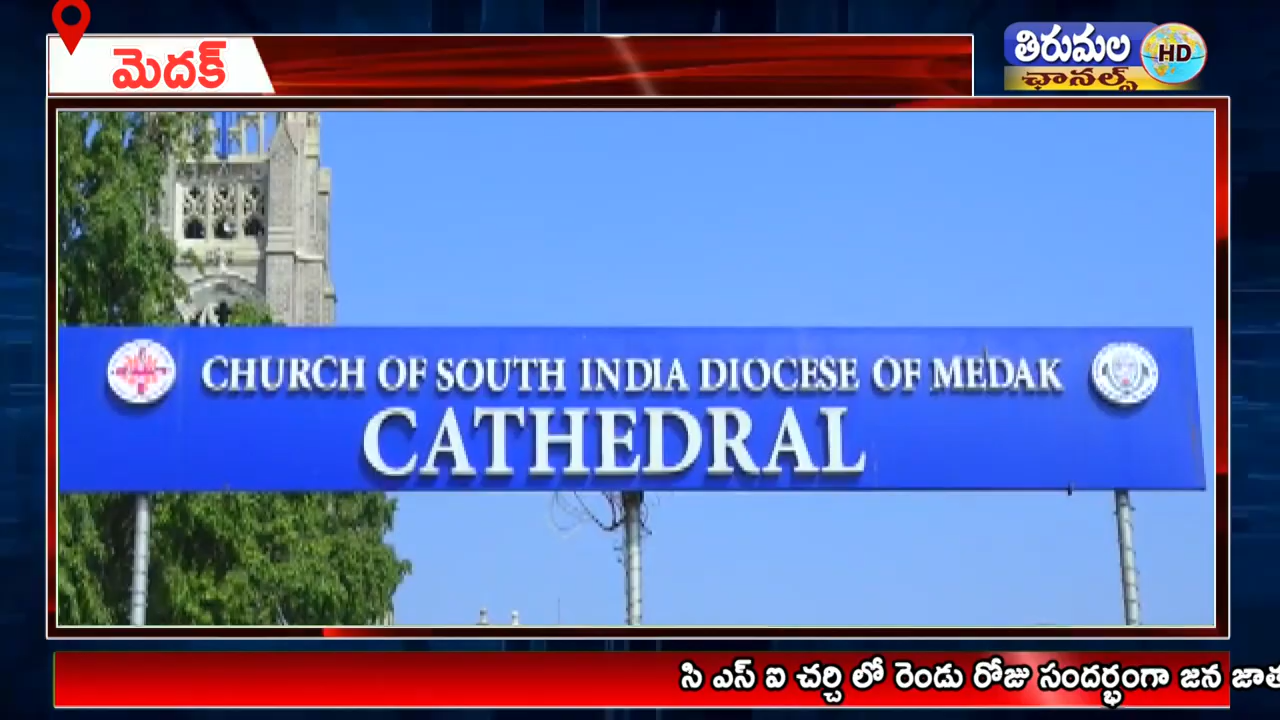 మెదక్
తిరుమల
HD
ఛానల్స్
CHURCH OF SOUTH INDIA DIOCESE OF MEDAK
CATHEDRAL
సి ఎస్ ఐ చర్చి లో రెండు రోజు సందర్భంగా జన